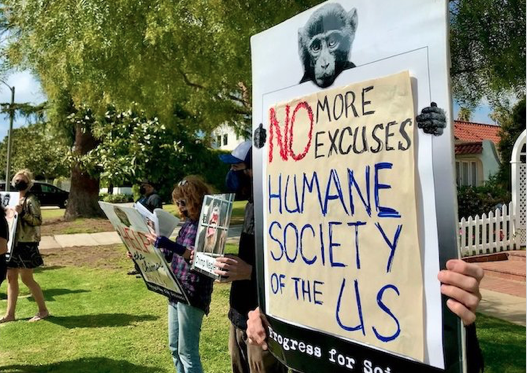 NO MORE
EXCUSES
HUMANE
SOCIETY
OF THE US
Progress for Sci